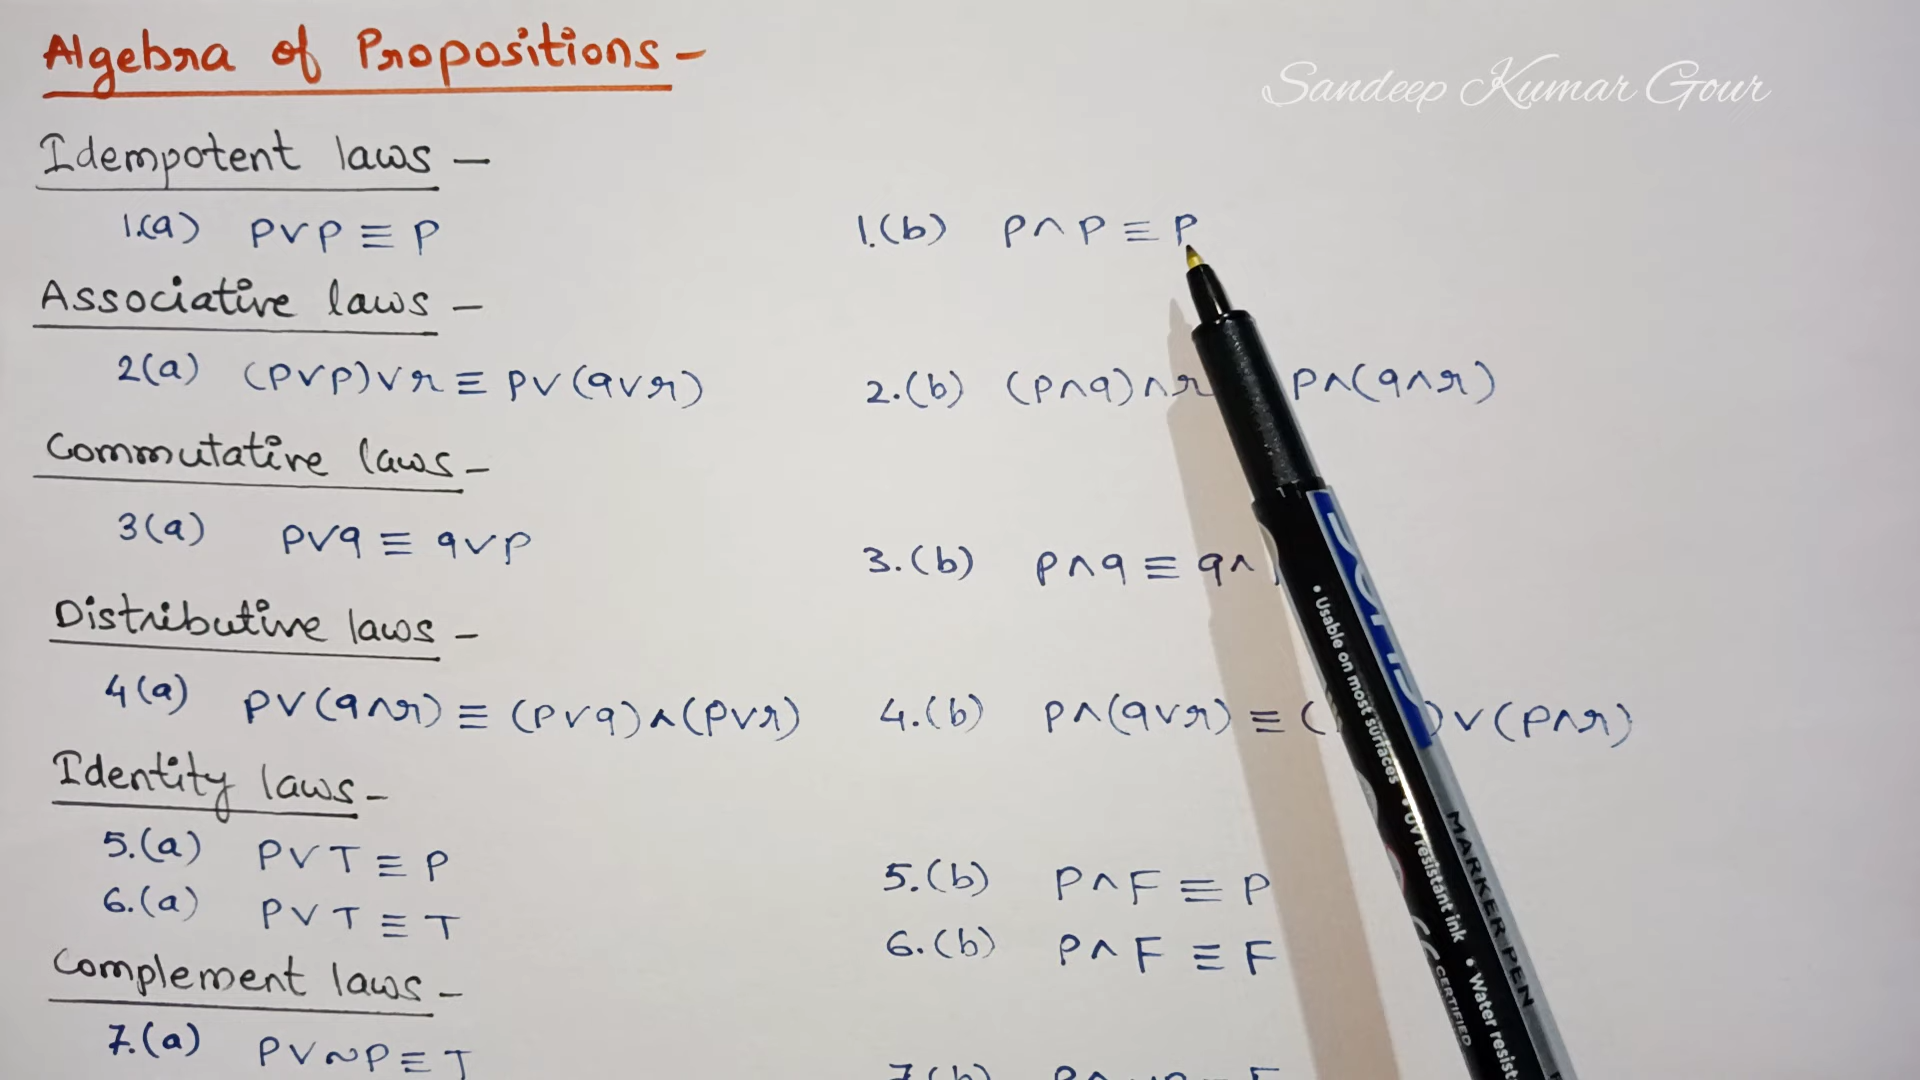 Algebra of Propositions -
Sandeep Kumar Gour
Idempotent laws -
1.(a) p∨p ≡ p
1.(b) p∧p ≡ p
Associative laws -
2(a) (p∨p)∨r ≡ p∨(q∨r)
2.(b) (p∧q)∧r p∧(q∧r)
Commutative laws -
3(a) p∨q ≡ q∨p
3.(b) p∧q ≡ q∧
Distributive laws -
4(a) p∨(q∧r) ≡ (p∨q)∧(p∨r)
4.(b) p∧(q∨r) ≡ ( )∨(p∧r)
Identity laws -
5.(a) p∨T ≡ p
5.(b) p∧F ≡ p
6.(a) p∨T ≡ T
6.(b) p∧F ≡ F
Complement laws -
7.(a) p∨~p ≡ T
7.(b) p∧~p ≡ F
• Usable on most surfaces • UV resistant ink • Water resist
MARKER PEN
CERTIFIED